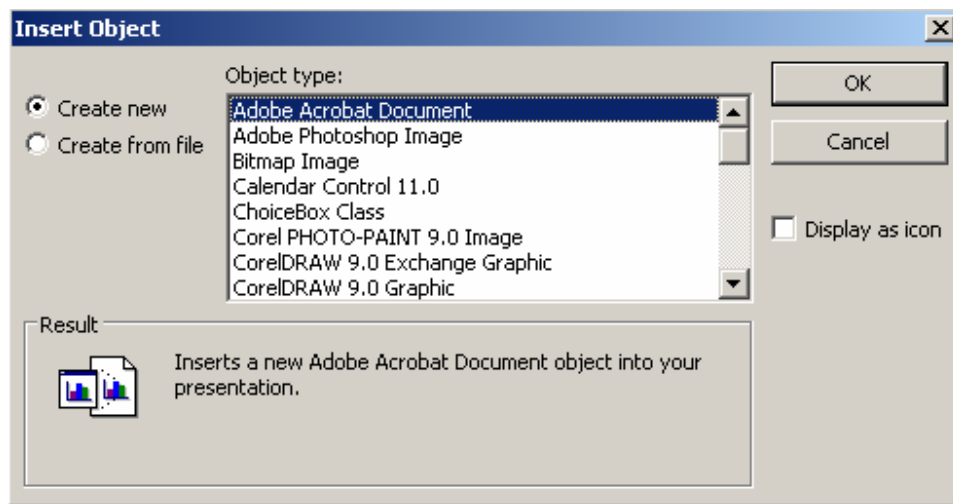 Insert Object
Object type:
Create new
Create from file
Adobe Acrobat Document
Adobe Photoshop Image
Bitmap Image
Calendar Control 11.0
ChoiceBox Class
Corel PHOTO-PAINT 9.0 Image
CorelDRAW 9.0 Exchange Graphic
CorelDRAW 9.0 Graphic
OK
Cancel
Display as icon
Result
Inserts a new Adobe Acrobat Document object into your
presentation.